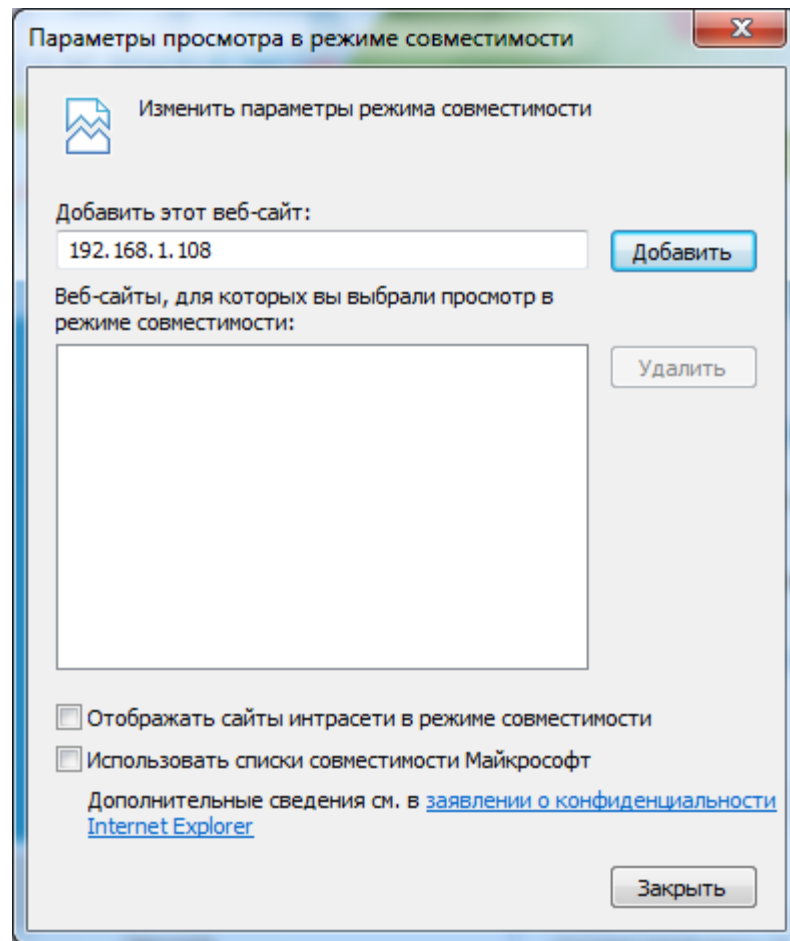 Параметры просмотра в режиме совместимости
Изменить параметры режима совместимости
Добавить этот веб-сайт:
192.168.1.108
Добавить
Веб-сайты, для которых вы выбрали просмотр в
режиме совместимости:
Удалить
Отображать сайты интрасети в режиме совместимости
Использовать списки совместимости Майкрософт
Дополнительные сведения см. в заявлении о конфиденциальности
Internet Explorer
Закрыть